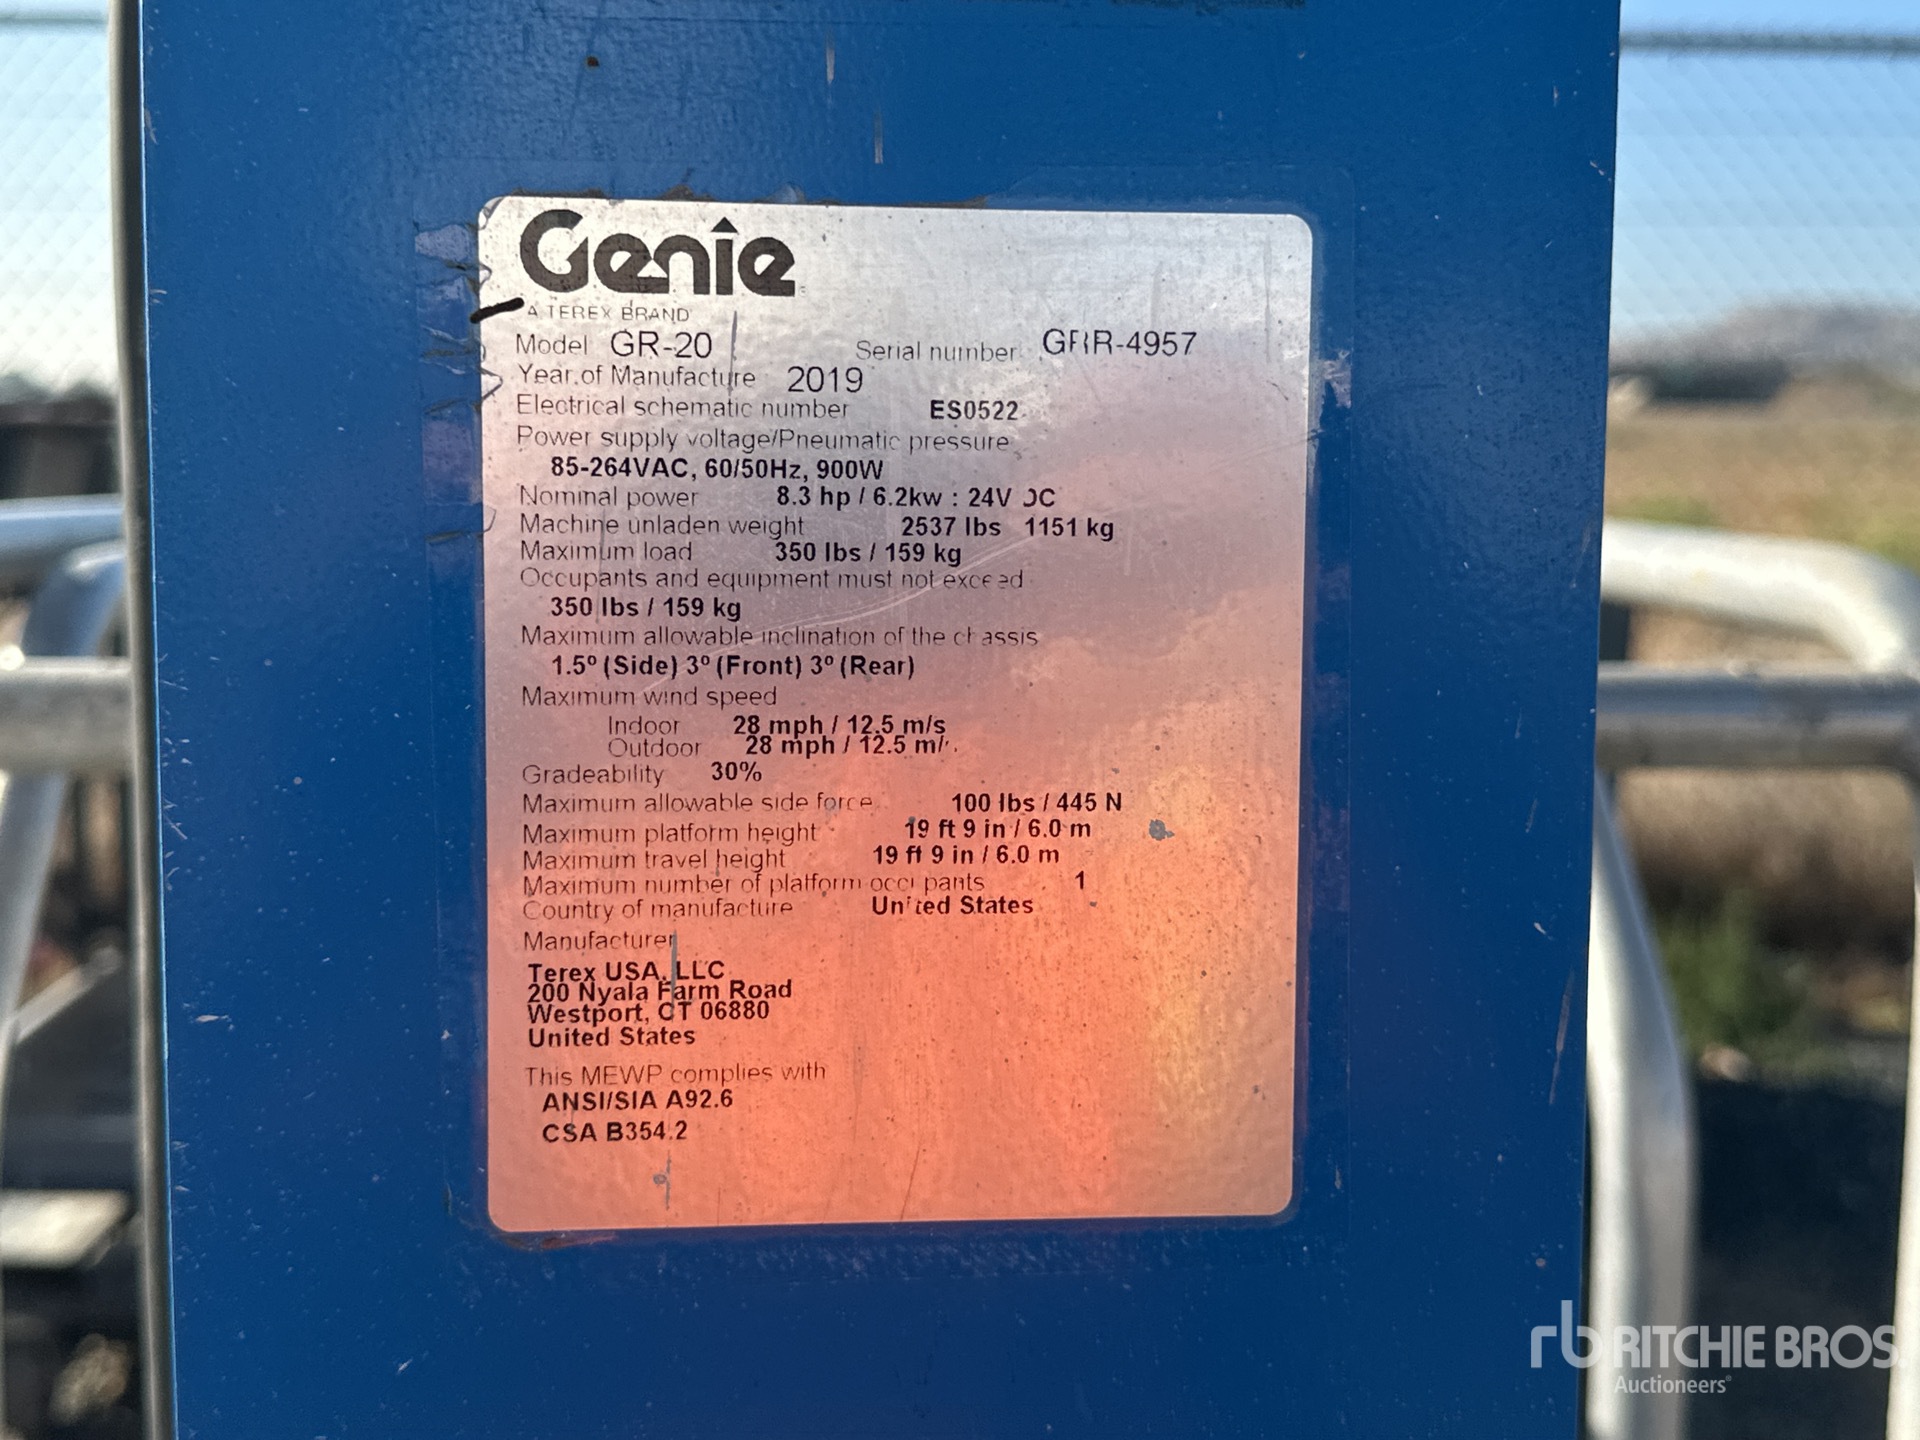 Genie
A TEREX BRAND
Model GR-20 Serial number GRR-4957
Year of Manufacture 2019
Electrical schematic number ES0522
Power supply voltage/Pneumatic pressure
85-264VAC, 60/50Hz, 900W
Nominal power 8.3 hp / 6.2kw : 24V DC
Machine unladen weight 2537 lbs 1151 kg
Maximum load 350 lbs / 159 kg
Occupants and equipment must not exceed
350 lbs / 159 kg
Maximum allowable inclination of the chassis
1.5º (Side) 3º (Front) 3º (Rear)
Maximum wind speed
Indoor 28 mph / 12.5 m/s
Outdoor 28 mph / 12.5 m/s
Gradeability 30%
Maximum allowable side force 100 lbs / 445 N
Maximum platform height 19 ft 9 in / 6.0 m
Maximum travel height 19 ft 9 in / 6.0 m
Maximum number of platform occupants 1
Country of manufacture United States
Manufacturer
Terex USA, LLC
200 Nyala Farm Road
Westport, CT 06880
United States
This MEWP complies with
ANSI/SIA A92.6
CSA B354.2
rb RITCHIE BROS
Auctioneers®